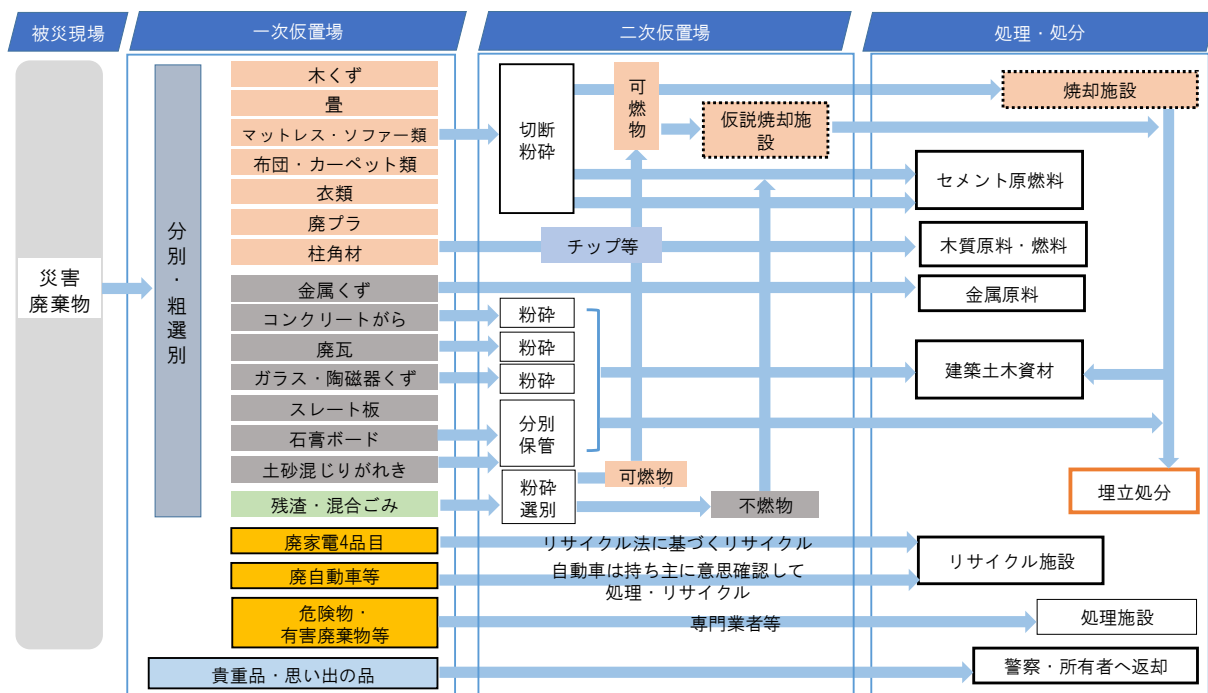 被災現場
一次仮置場
二次仮置場
処理・処分
災害
廃棄物
分別・粗選別
木くず
畳
マットレス・ソファー類
布団・カーペット類
衣類
廃プラ
柱角材
金属くず
コンクリートがら
廃瓦
ガラス・陶磁器くず
スレート板
石膏ボード
土砂混じりがれき
残渣・混合ごみ
廃家電4品目
廃自動車等
危険物・
有害廃棄物等
貴重品・思い出の品
切断
粉砕
可燃物
仮説焼却施
設
チップ等
粉砕
粉砕
粉砕
分別
保管
粉砕
選別
可燃物
不燃物
リサイクル法に基づくリサイクル
自動車は持ち主に意思確認して
処理・リサイクル
専門業者等
焼却施設
セメント原燃料
木質原料・燃料
金属原料
建築土木資材
埋立処分
リサイクル施設
処理施設
警察・所有者へ返却